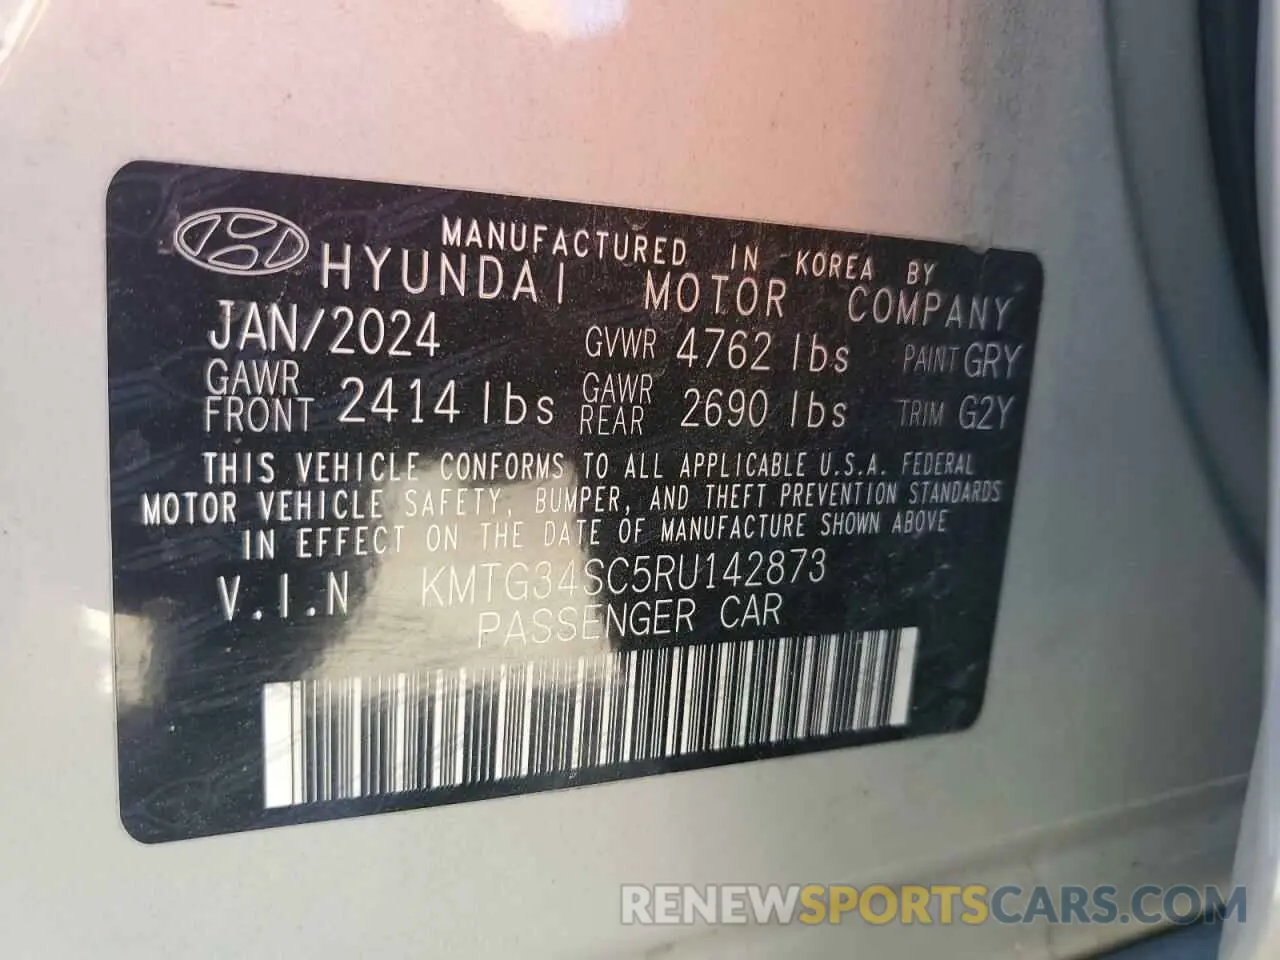 MANUFACTURED IN KOREA BY
HYUNDAI MOTOR COMPANY
JAN/2024 GVWR 4762 lbs PAINT GRY
GAWR FRONT 2414 lbs GAWR REAR 2690 lbs TRIM G2Y
THIS VEHICLE CONFORMS TO ALL APPLICABLE U.S.A. FEDERAL
MOTOR VEHICLE SAFETY, BUMPER, AND THEFT PREVENTION STANDARDS
IN EFFECT ON THE DATE OF MANUFACTURE SHOWN ABOVE
V.I.N KMTG34SC5RU142873
PASSENGER CAR
RENEWSPORTSCARS.COM